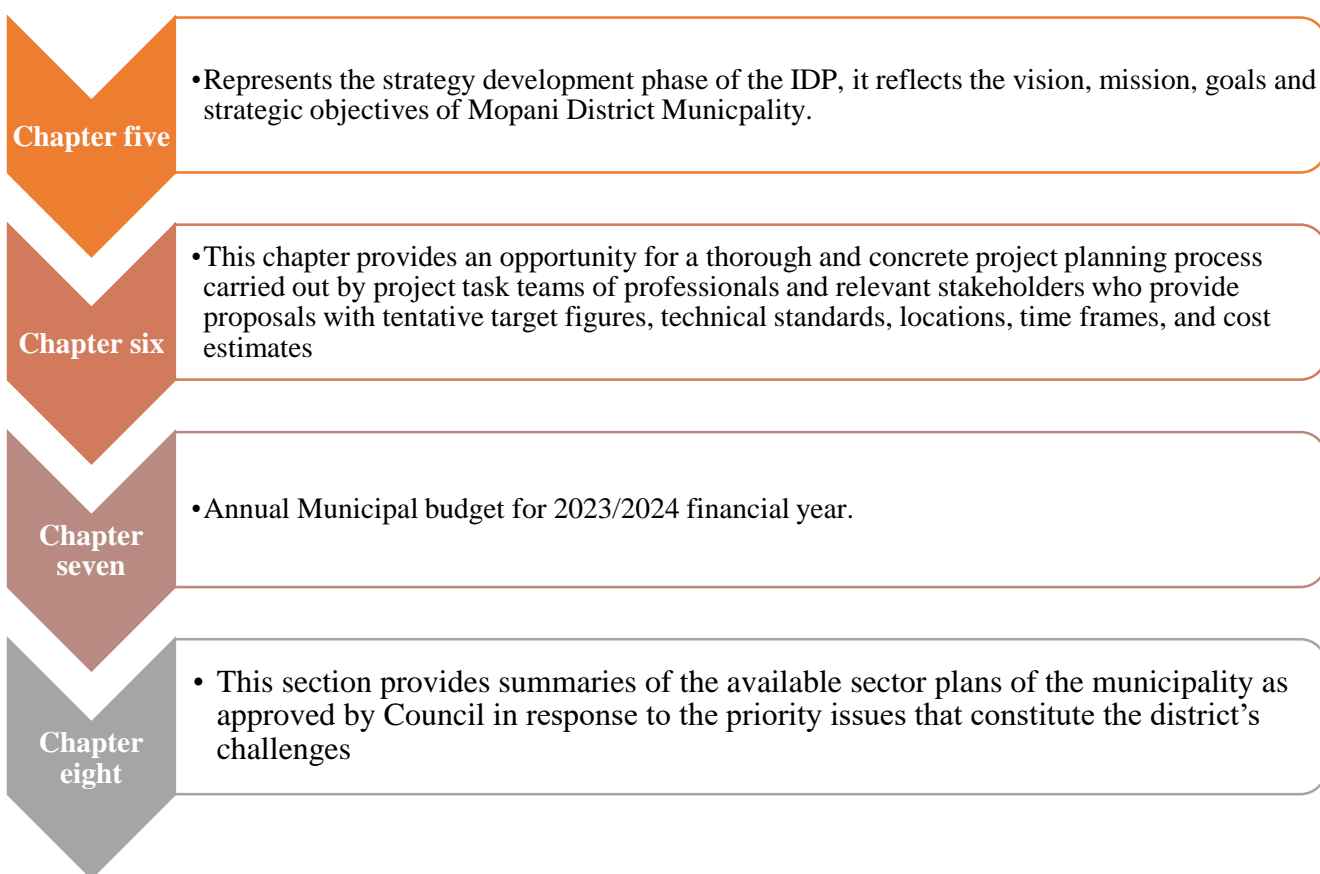 Chapter five
•Represents the strategy development phase of the IDP, it reflects the vision, mission, goals and
strategic objectives of Mopani District Municpality.
Chapter six
•This chapter provides an opportunity for a thorough and concrete project planning process
carried out by project task teams of professionals and relevant stakeholders who provide
proposals with tentative target figures, technical standards, locations, time frames, and cost
estimates
Chapter
seven
•Annual Municipal budget for 2023/2024 financial year.
Chapter
eight
• This section provides summaries of the available sector plans of the municipality as
approved by Council in response to the priority issues that constitute the district’s
challenges